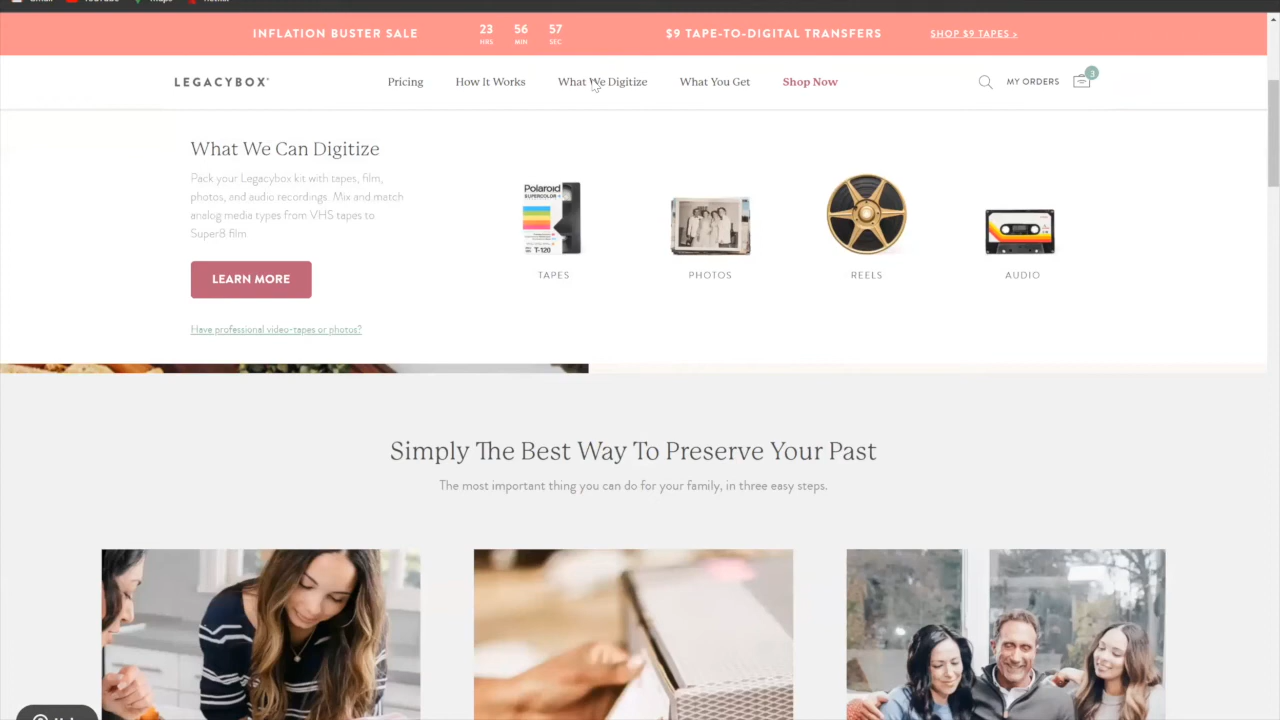 Gmail YouTube Maps Netflix
INFLATION BUSTER SALE
23 56 57
HRS MIN SEC
$9 TAPE-TO-DIGITAL TRANSFERS
SHOP $9 TAPES >
LEGACYBOX®
Pricing How It Works What We Digitize What You Get Shop Now
MY ORDERS
3
What We Can Digitize
Pack your Legacybox kit with tapes, film,
photos, and audio recordings. Mix and match
analog media types from VHS tapes to
Super8 film
LEARN MORE
Have professional video-tapes or photos?
Polaroid
SUPERCOLOR
T-120
TAPES
PHOTOS
REELS
AUDIO
Simply The Best Way To Preserve Your Past
The most important thing you can do for your family, in three easy steps.